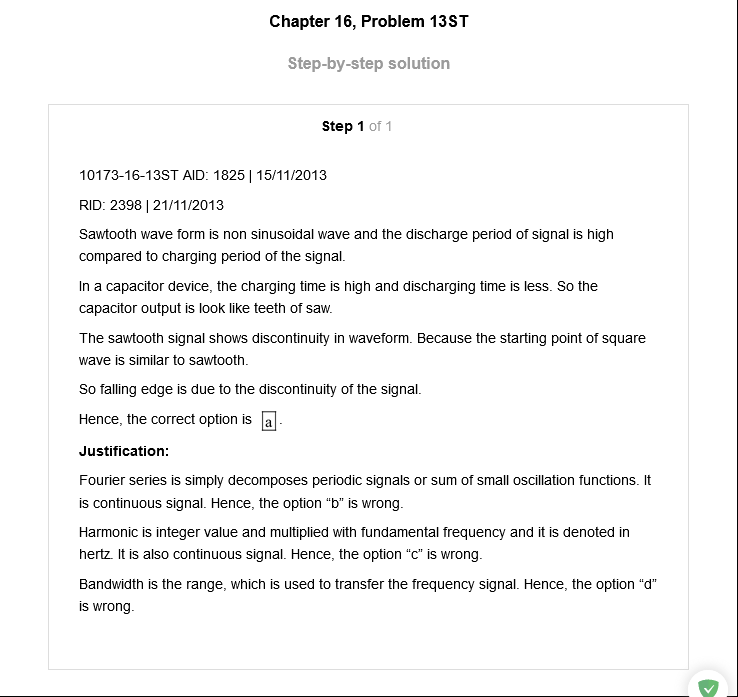 Chapter 16, Problem 13ST
Step-by-step solution
Step 1 of 1
10173-16-13ST AID: 1825 | 15/11/2013
RID: 2398 | 21/11/2013
Sawtooth wave form is non sinusoidal wave and the discharge period of signal is high
compared to charging period of the signal.
In a capacitor device, the charging time is high and discharging time is less. So the
capacitor output is look like teeth of saw.
The sawtooth signal shows discontinuity in waveform. Because the starting point of square
wave is similar to sawtooth.
So falling edge is due to the discontinuity of the signal.
Hence, the correct option is a .
Justification:
Fourier series is simply decomposes periodic signals or sum of small oscillation functions. It
is continuous signal. Hence, the option “b” is wrong.
Harmonic is integer value and multiplied with fundamental frequency and it is denoted in
hertz. It is also continuous signal. Hence, the option “c” is wrong.
Bandwidth is the range, which is used to transfer the frequency signal. Hence, the option “d”
is wrong.